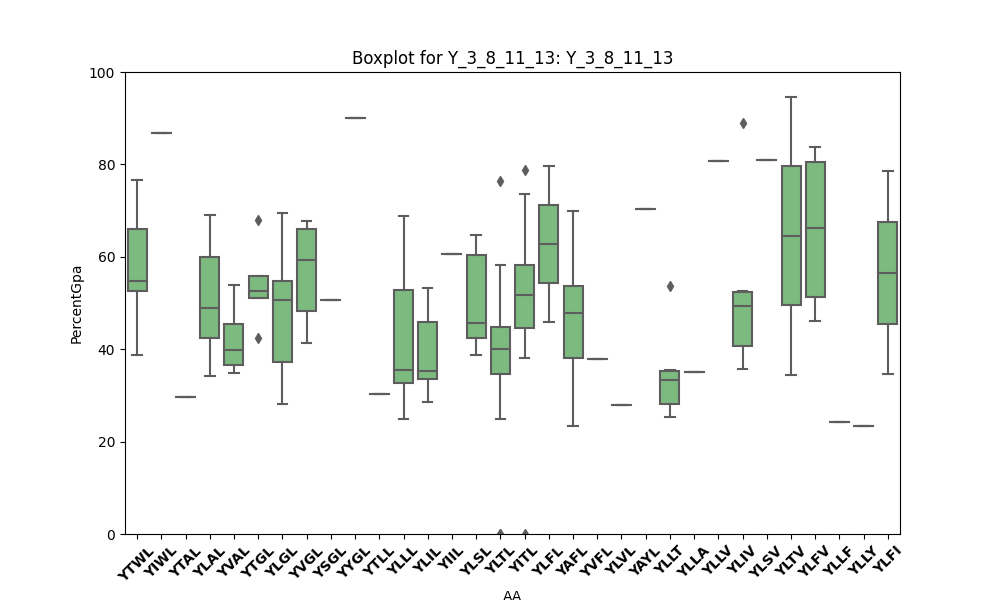 Boxplot for Y_3_8_11_13: Y_3_8_11_13
100
80
60
40
20
0
PercentGpa
YTWL YIWL YTAL YLAL YVAL YTGL YLGL YVGL YSGL YYGL YTLL YLLL YLIL YIIL YLSL YLTL YITL YLFL YAFL YVFL YLVL YAYL YLLT YLLA YLLV YLIV YLSV YLTV YLFV YLLF YLLY YLFI
AA